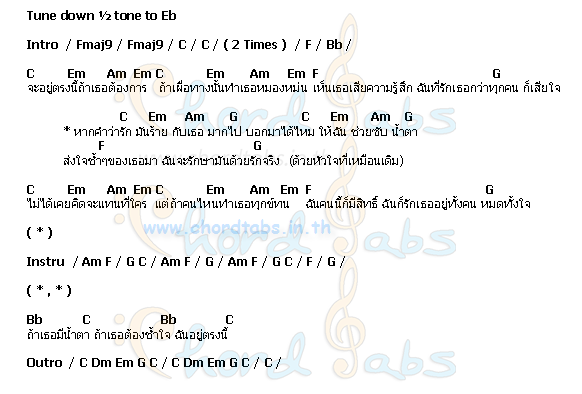 Tune down ½ tone to Eb
Intro / Fmaj9 / Fmaj9 / C / C / ( 2 Times ) / F / Bb /
C Em Am Em C Em Am Em F G
จะอยู่ตรงนี้ถ้าเธอต้องการ ถ้าเผื่อทางนั้นทำเธอหมองหม่น เห็นเธอเสียความรู้สึก ฉันที่รักเธอกว่าทุกคน ก็เสียใจ
C Em Am G C Em Am G
* หากคำว่ารัก มันร้าย กับเธอ มากไป บอกมาได้ไหม ให้ฉัน ช่วยซับ น้ำตา
F G
ส่งใจช้ำๆของเธอมา ฉันจะรักษามันด้วยรักจริง (ด้วยหัวใจที่เหมือนเดิม)
C Em Am Em C Em Am Em F G
ไม่ได้เคยคิดจะแทนที่ใคร แต่ถ้าคนไหนทำเธอทุกข์ทน ฉันคนนี้ก็มีสิทธิ์ ฉันก็รักเธออยู่ทั้งคน หมดทั้งใจ
www.chordtabs.in.th
( * )
Instru / Am F / G C / Am F / G / Am F / G C / F / G /
( * , * )
Bb C Bb C
ถ้าเธอมีน้ำตา ถ้าเธอต้องช้ำใจ ฉันอยู่ตรงนี้
Outro / C Dm Em G C / C Dm Em G C / C /